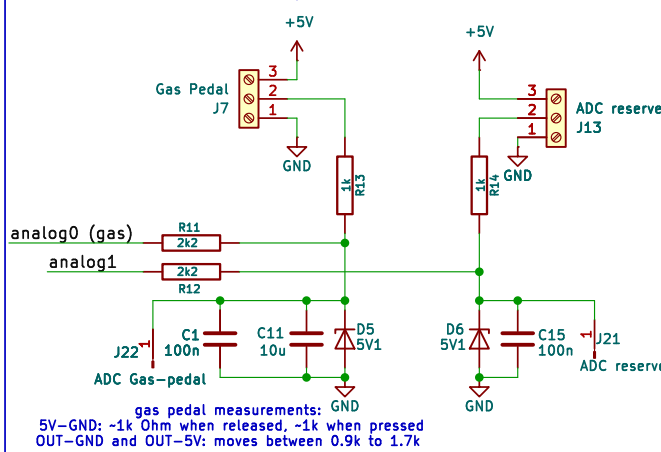 +5V
+5V
3
Gas Pedal
2
J7
1
3
ADC reserve
2
J13
1
GND
GND
1k
R13
1k
R14
analog0 (gas)
R11
2k2
analog1
2k2
R12
C1
100n
C11
10u
D5
5V1
D6
5V1
C15
100n
1
J21
J22
1
ADC Gas-pedal
ADC reserve
GND
GND
gas pedal measurements:
5V-GND: ~1k Ohm when released, ~1k when pressed
OUT-GND and OUT-5V: moves between 0.9k to 1.7k